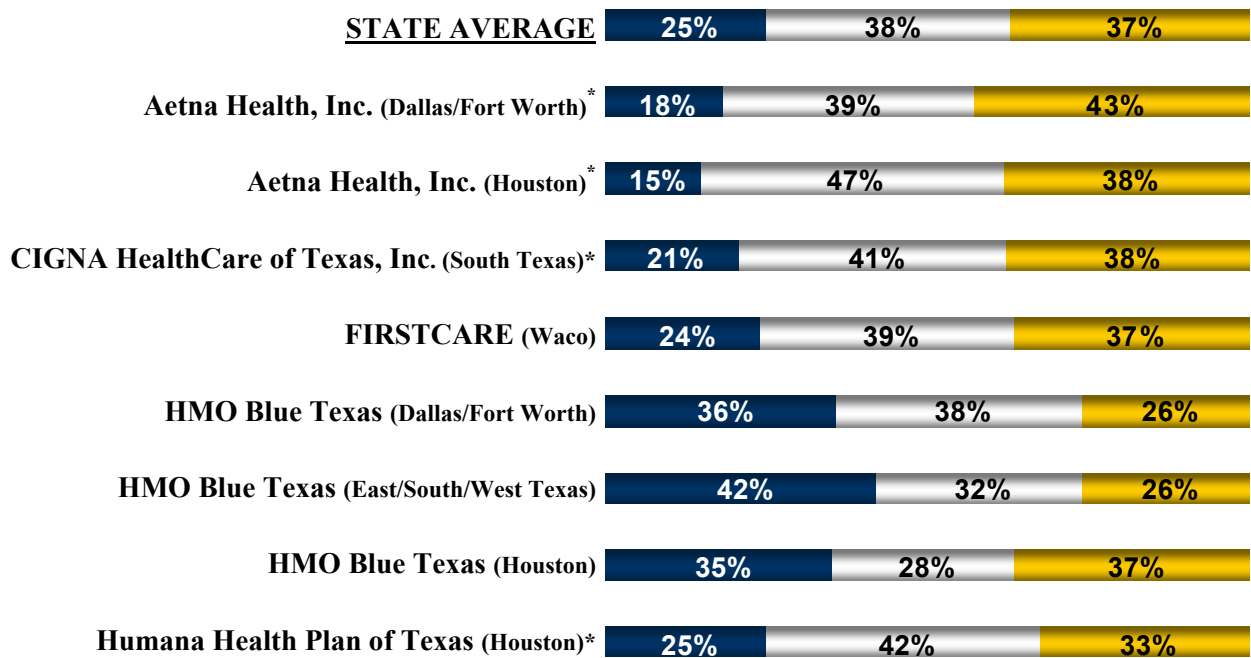 STATE AVERAGE 25% 38% 37%
Aetna Health, Inc. (Dallas/Fort Worth)* 18% 39% 43%
Aetna Health, Inc. (Houston)* 15% 47% 38%
CIGNA HealthCare of Texas, Inc. (South Texas)* 21% 41% 38%
FIRSTCARE (Waco) 24% 39% 37%
HMO Blue Texas (Dallas/Fort Worth) 36% 38% 26%
HMO Blue Texas (East/South/West Texas) 42% 32% 26%
HMO Blue Texas (Houston) 35% 28% 37%
Humana Health Plan of Texas (Houston)* 25% 42% 33%